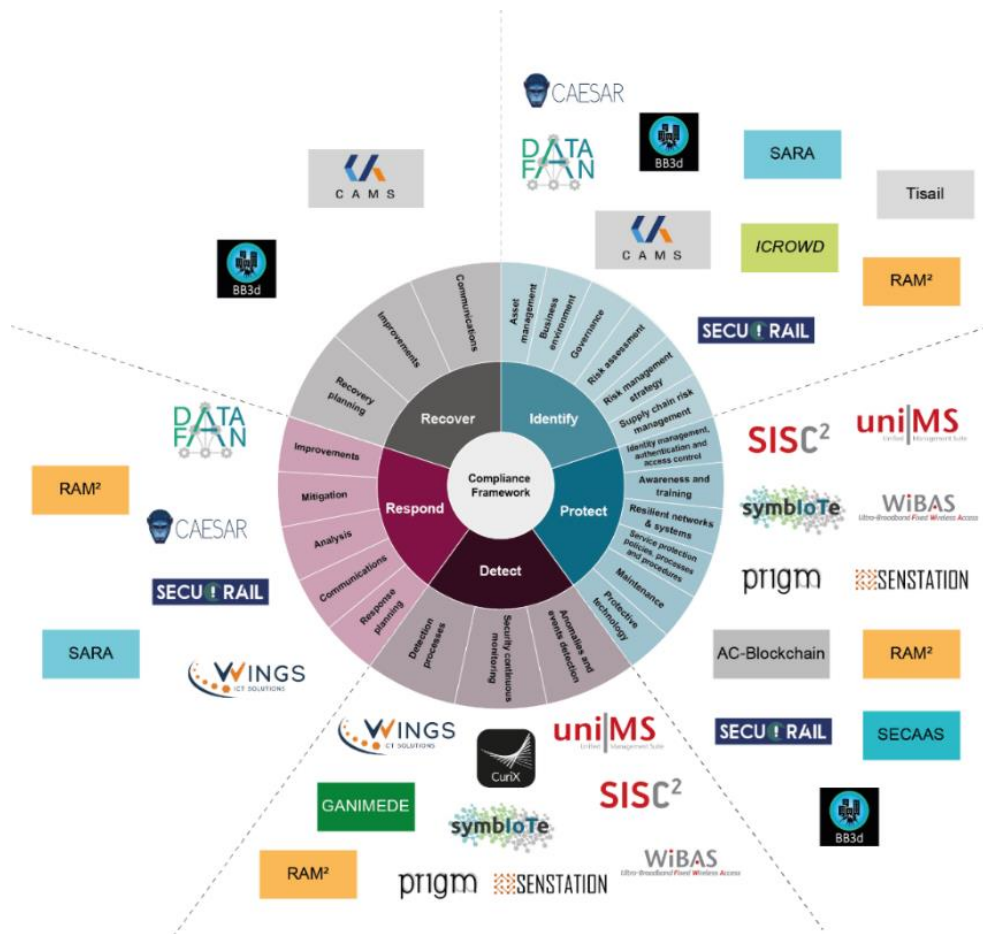 CAESAR
DATA
FAN
BB3d
SARA
Tisail
CAMS
ICROWD
RAM²
SECU!RAIL
CAMS
BB3d
Communications
Improvements
Recovery
planning
Asset
management
Business
environment
Governance
Risk assessment
Risk management
strategy
Supply chain risk
management
Recover
Identify
Compliance
Framework
Respond
Protect
Detect
Identity management,
authentication and
access control
Awareness and
training
Resilient networks
& systems
Service protection
policies, processes
and procedures
Maintenance
Protective
technology
Improvements
Mitigation
Analysis
Communications
Response
planning
Detection
processes
Security continuous
monitoring
Anomalies and
events detection
SISC²
uni|MS
Unified Management Suite
symbIoTe
WiBAS
Ultra-Broadband Fixed Wireless Access
prigm
SENSTATION
AC-Blockchain
RAM²
SECU!RAIL
SECAAS
BB3d
DATA
FAN
RAM²
CAESAR
SECU!RAIL
SARA
WINGS
ICT SOLUTIONS
WINGS
ICT SOLUTIONS
CuriX
uni|MS
Unified Management Suite
GANIMEDE
SISC²
symbIoTe
RAM²
prigm
SENSTATION
WiBAS
Ultra-Broadband Fixed Wireless Access